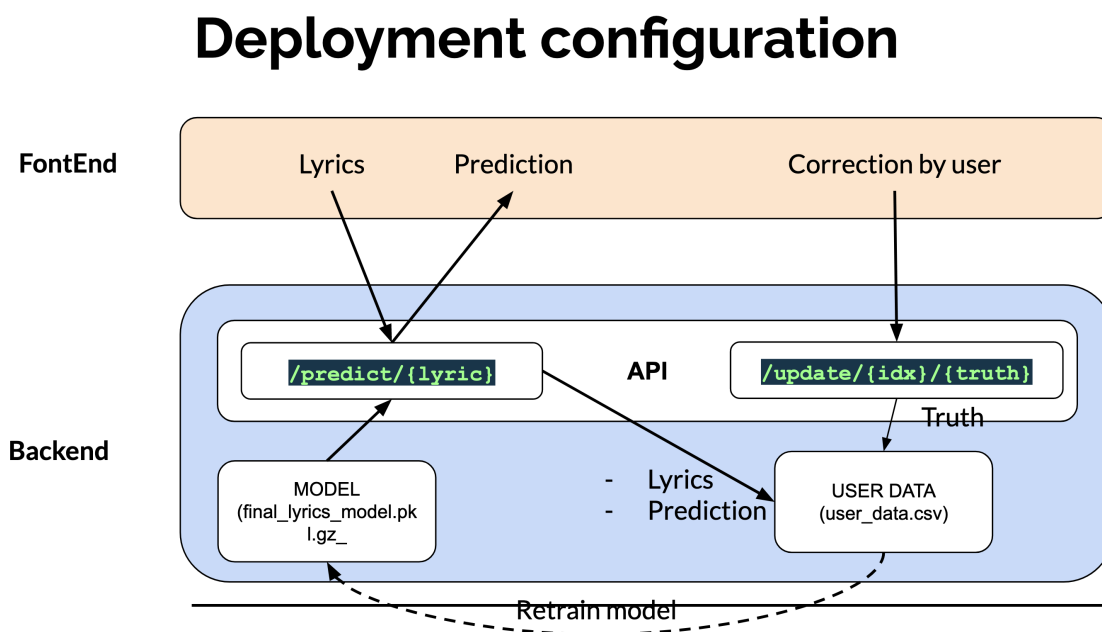 Deployment configuration
FontEnd
Lyrics
Prediction
Correction by user
/predict/{lyric}
API
/update/{idx}/{truth}
Truth
Backend
MODEL
(final_lyrics_model.pk
l.gz_
- Lyrics
- Prediction
USER DATA
(user_data.csv)
Retrain model